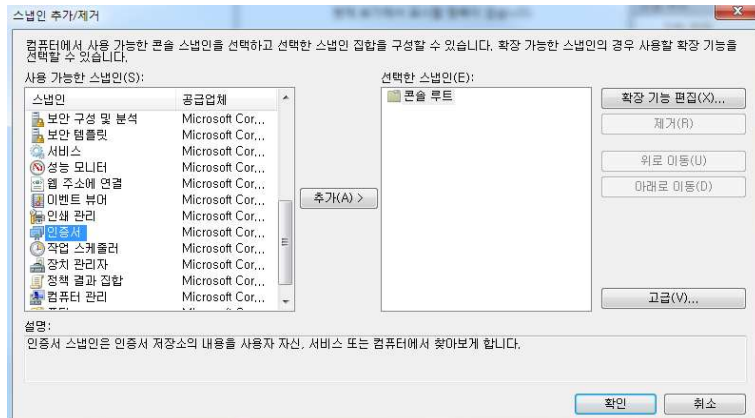 스냅인 추가/제거
컴퓨터에서 사용 가능한 콘솔 스냅인을 선택하고 선택한 스냅인 집합을 구성할 수 있습니다. 확장 가능한 스냅인의 경우 사용할 확장 기능을
선택할 수 있습니다.
사용 가능한 스냅인(S):
선택한 스냅인(E):
스냅인 공급업체
보안 구성 및 분석 Microsoft Cor...
보안 템플릿 Microsoft Cor...
서비스 Microsoft Cor...
성능 모니터 Microsoft Cor...
웹 주소에 연결 Microsoft Cor...
이벤트 뷰어 Microsoft Cor...
인쇄 관리 Microsoft Cor...
인증서 Microsoft Cor...
작업 스케줄러 Microsoft Cor...
장치 관리자 Microsoft Cor...
정책 결과 집합 Microsoft Cor...
컴퓨터 관리 Microsoft Cor...
추가(A) >
콘솔 루트
확장 기능 편집(X)...
제거(R)
위로 이동(U)
아래로 이동(D)
고급(V)...
설명:
인증서 스냅인은 인증서 저장소의 내용을 사용자 자신, 서비스 또는 컴퓨터에서 찾아보게 합니다.
확인
취소